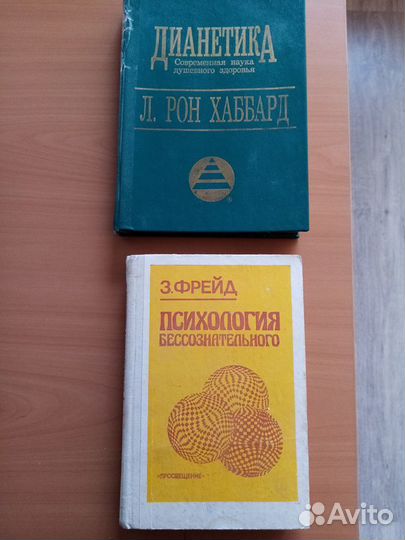 ДИАНЕТИКА
Современная наука
душевного здоровья
Л. РОН ХАББАРД
®
З.ФРЕЙД
ПСИХОЛОГИЯ
БЕССОЗНАТЕЛЬНОГО
«ПРОСВЕЩЕНИЕ»
Avito